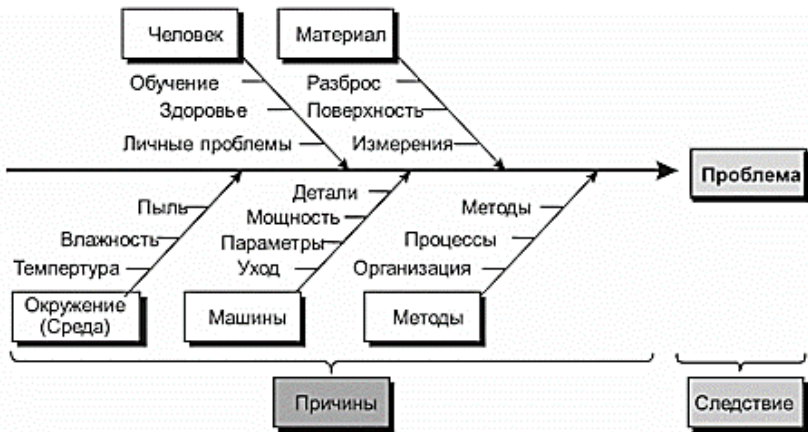 Человек
Материал
Обучение
Здоровье
Личные проблемы
Разброс
Поверхность
Измерения
Проблема
Пыль
Влажность
Темпертура
Детали
Мощность
Параметры
Уход
Методы
Процессы
Организация
Окружение
(Среда)
Машины
Методы
Причины
Следствие